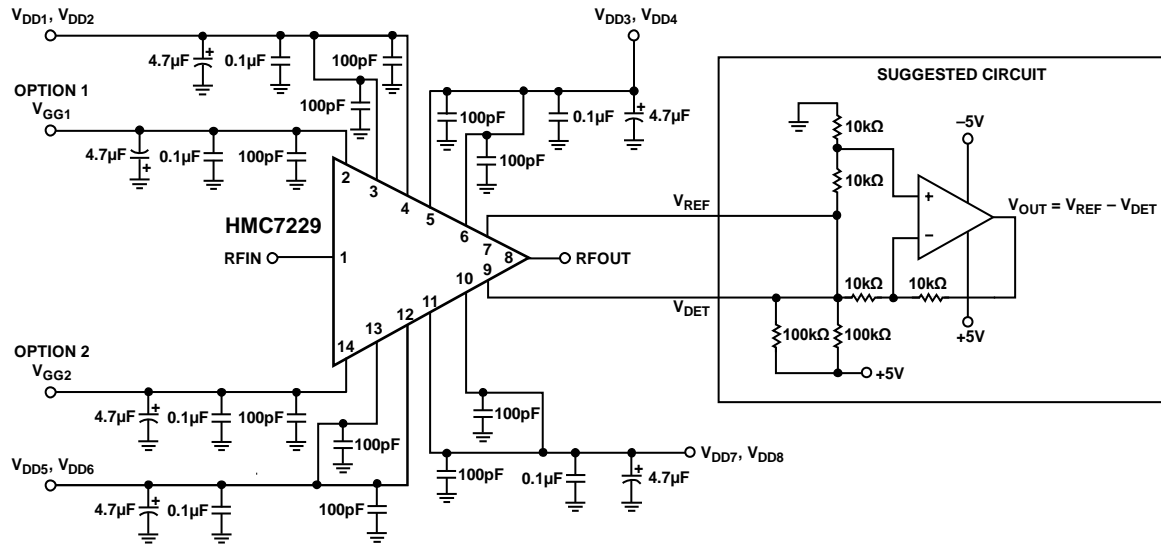 VDD1, VDD2
4.7µF + 0.1µF 100pF
100pF
OPTION 1
VGG1
4.7µF + 0.1µF 100pF
VDD3, VDD4
100pF 0.1µF + 4.7µF
100pF
HMC7229
RFIN
RFOUT
1
2
3
4
5
6
7
8
9
10
11
12
13
14
VREF
VDET
SUGGESTED CIRCUIT
10kΩ
10kΩ
–5V
+
–
VOUT = VREF – VDET
10kΩ 10kΩ
100kΩ 100kΩ
+5V
+5V
OPTION 2
VGG2
4.7µF + 0.1µF 100pF
100pF
100pF
VDD5, VDD6
4.7µF + 0.1µF 100pF
100pF 0.1µF + 4.7µF
VDD7, VDD8